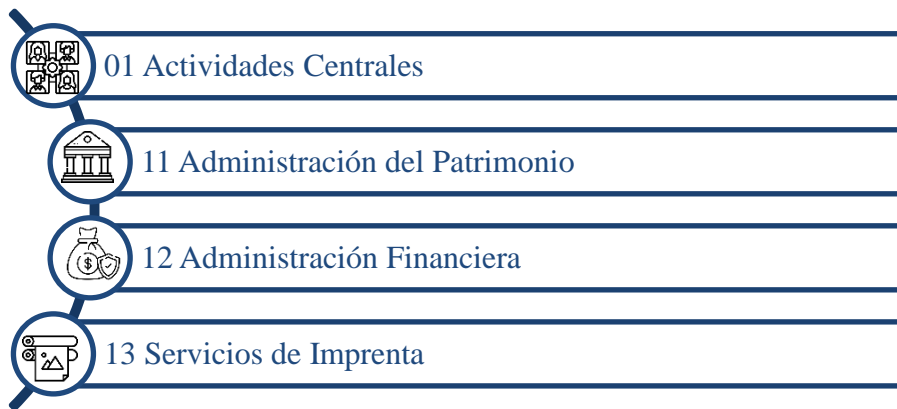 01 Actividades Centrales
11 Administración del Patrimonio
$
12 Administración Financiera
13 Servicios de Imprenta